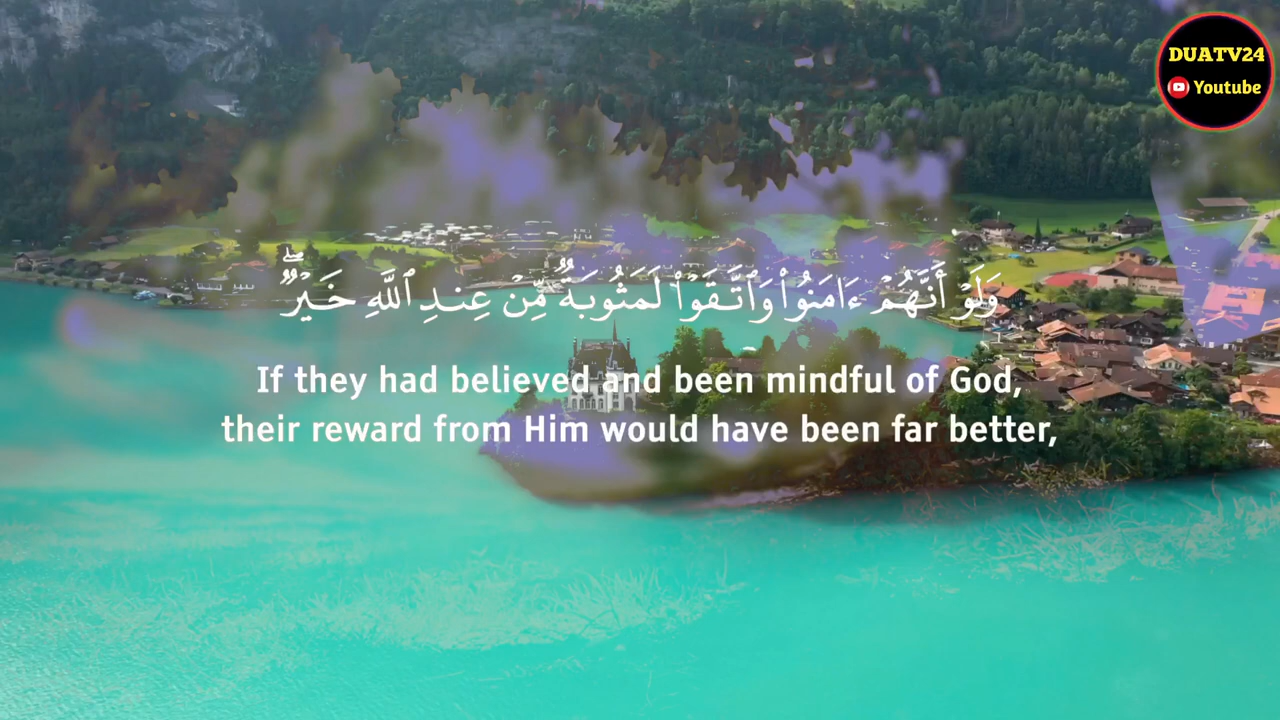 DUATV24
Youtube
وَلَوْ أَنَّهُمْ ءَامَنُوا۟ وَٱتَّقَوْا۟ لَمَثُوبَةٌ مِّنْ عِندِ ٱللَّهِ خَيْرٌ ۖ
If they had believed and been mindful of God,
their reward from Him would have been far better,